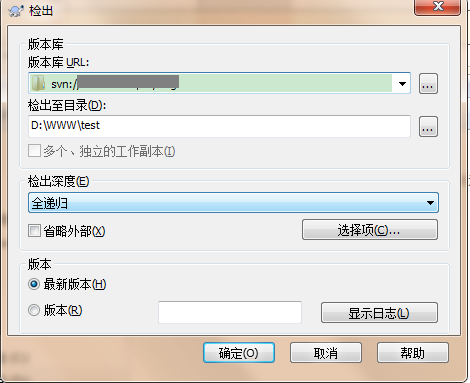 检出
版本库
版本库 URL:
svn:/
...
检出至目录(D):
D:\WWW\test
...
多个、独立的工作副本(I)
检出深度(E)
全递归
省略外部(X)
选择项(C)...
版本
最新版本(H)
版本(R)
显示日志(L)
确定(O) 取消 帮助